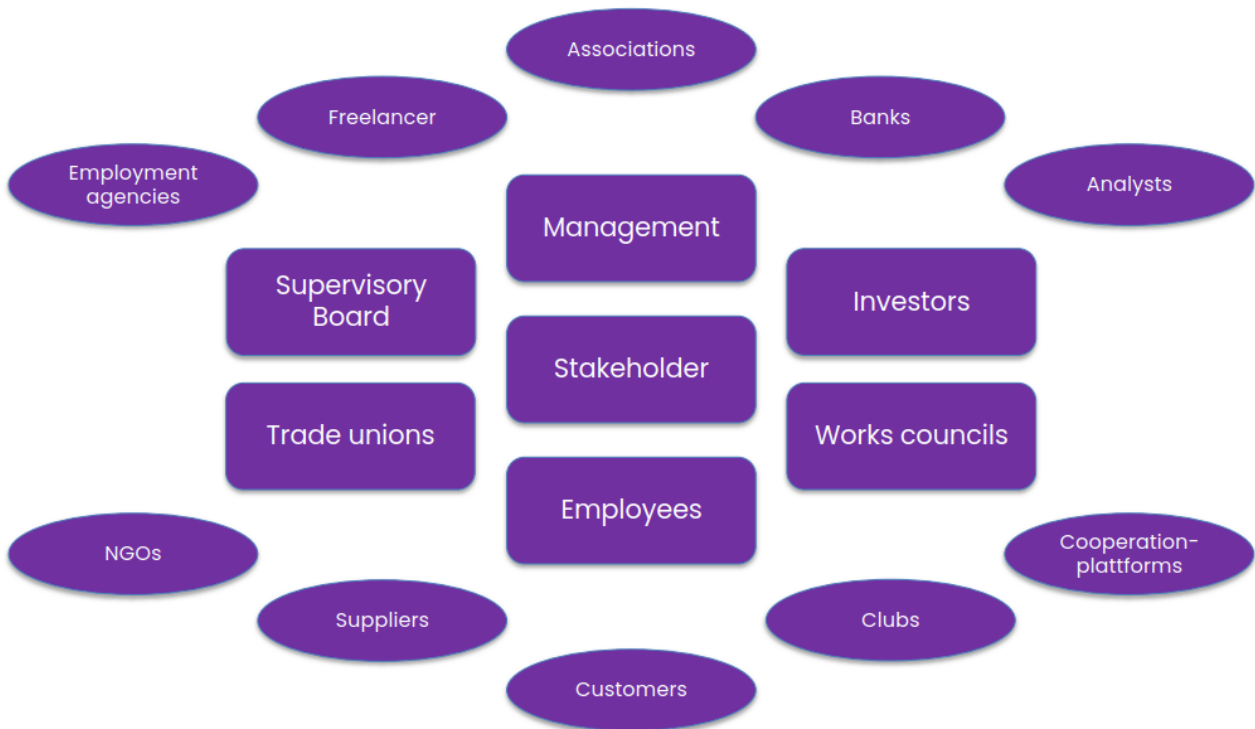 Associations
Freelancer
Banks
Employment
agencies
Analysts
Management
Supervisory
Board
Investors
Stakeholder
Trade unions
Works councils
Employees
NGOs
Cooperation-
plattforms
Suppliers
Clubs
Customers